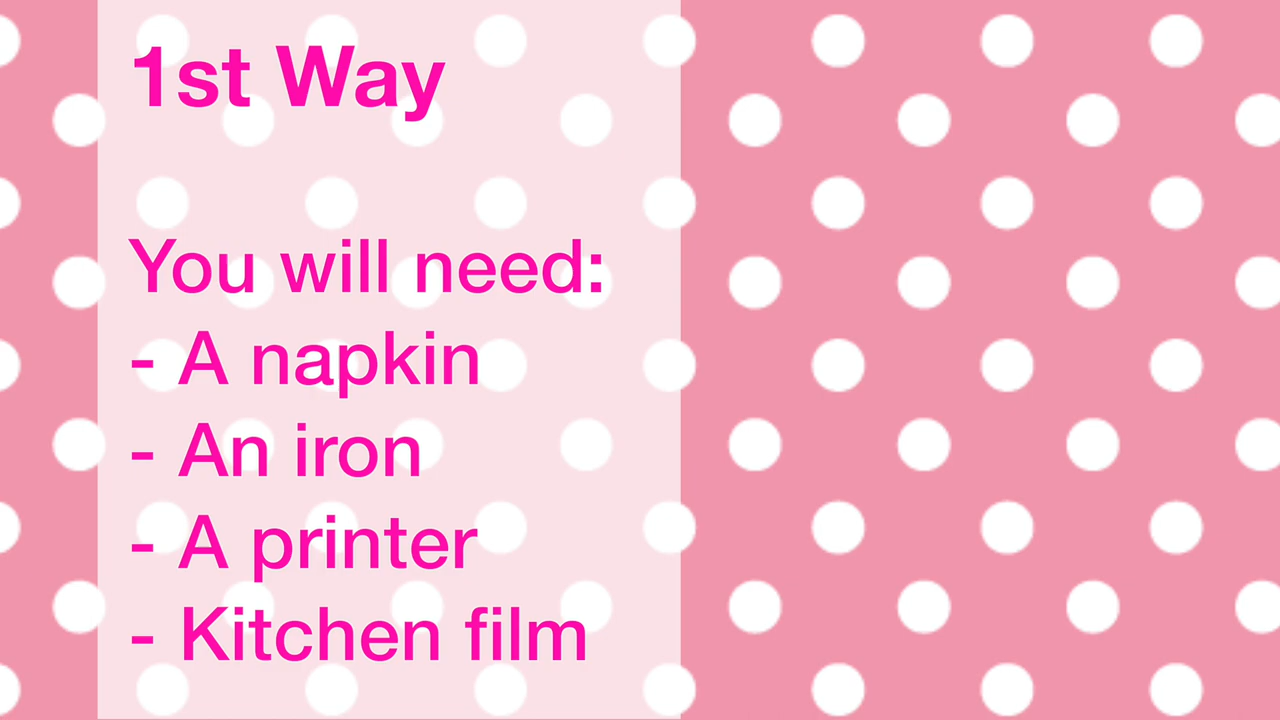 1st Way
You will need:
- A napkin
- An iron
- A printer
- Kitchen film